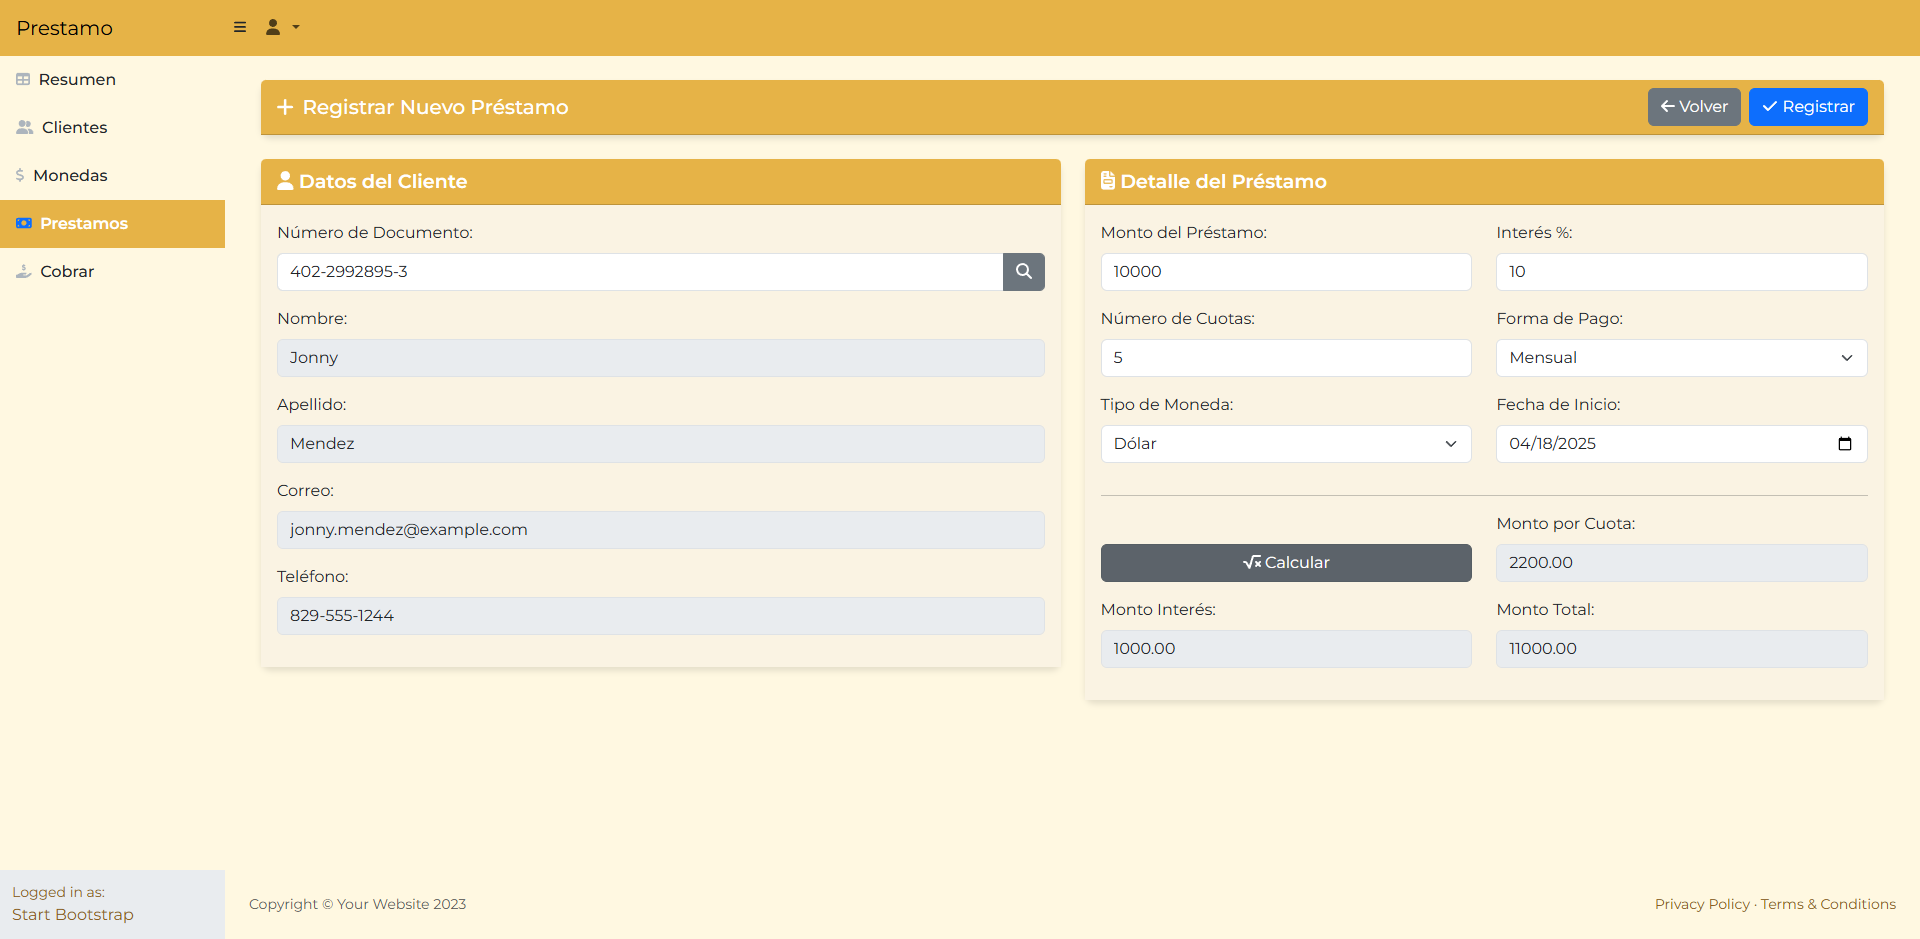 Prestamo
Resumen
Clientes
Monedas
Prestamos
Cobrar
Logged in as:
Start Bootstrap
Registrar Nuevo Préstamo
Volver
Registrar
Datos del Cliente
Número de Documento:
402-2992895-3
Nombre:
Jonny
Apellido:
Mendez
Correo:
jonny.mendez@example.com
Teléfono:
829-555-1244
Detalle del Préstamo
Monto del Préstamo:
10000
Interés %:
10
Número de Cuotas:
5
Forma de Pago:
Mensual
Tipo de Moneda:
Dólar
Fecha de Inicio:
04/18/2025
Calcular
Monto por Cuota:
2200.00
Monto Interés:
1000.00
Monto Total:
11000.00
Copyright © Your Website 2023
Privacy Policy · Terms & Conditions